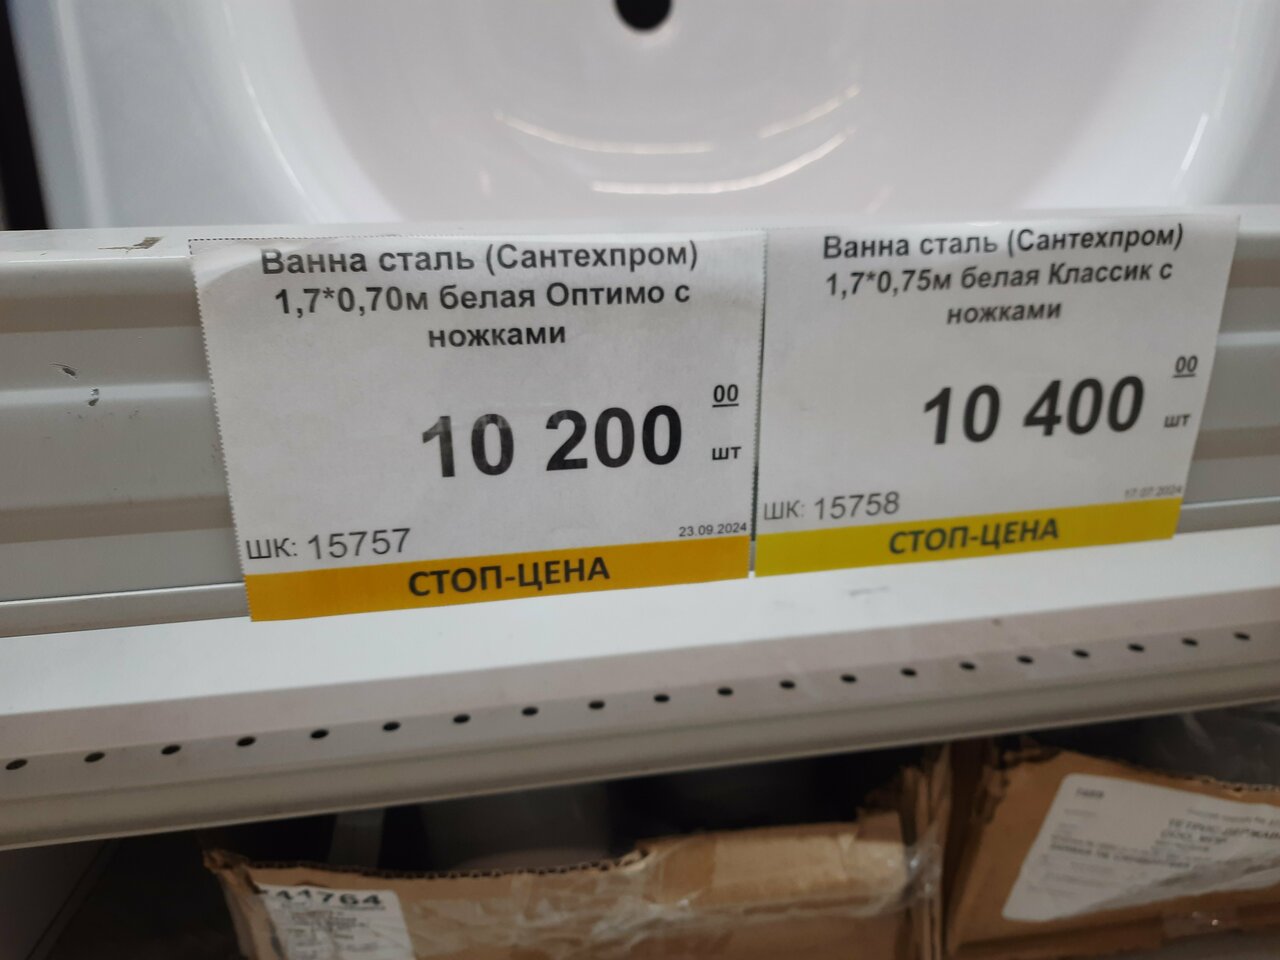 Ванна сталь (Сантехпром)
1,7*0,70м белая Оптимо с
ножками
10 200 00
шт
ШК: 15757
23.09.2024
СТОП-ЦЕНА
Ванна сталь (Сантехпром)
1,7*0,75м белая Классик с
ножками
10 400 00
шт
ШК: 15758
17.07.2024
СТОП-ЦЕНА